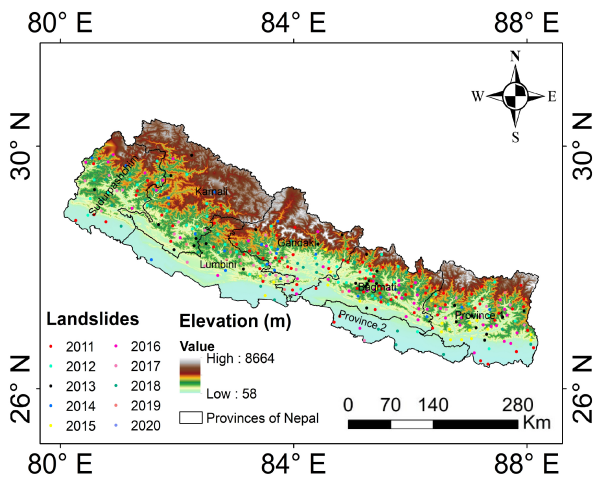 80° E 84° E 88° E
N
W E
S
30° N 30° N
Sudurpashchim
Karnali
Gandaki
Lumbini
Bagmati
Province 1
Province 2
Landslides
2011 2016
2012 2017
2013 2018
2014 2019
2015 2020
Elevation (m)
Value
High : 8664
Low : 58
Provinces of Nepal
0 70 140 280
Km
26° N 26° N
80° E 84° E 88° E